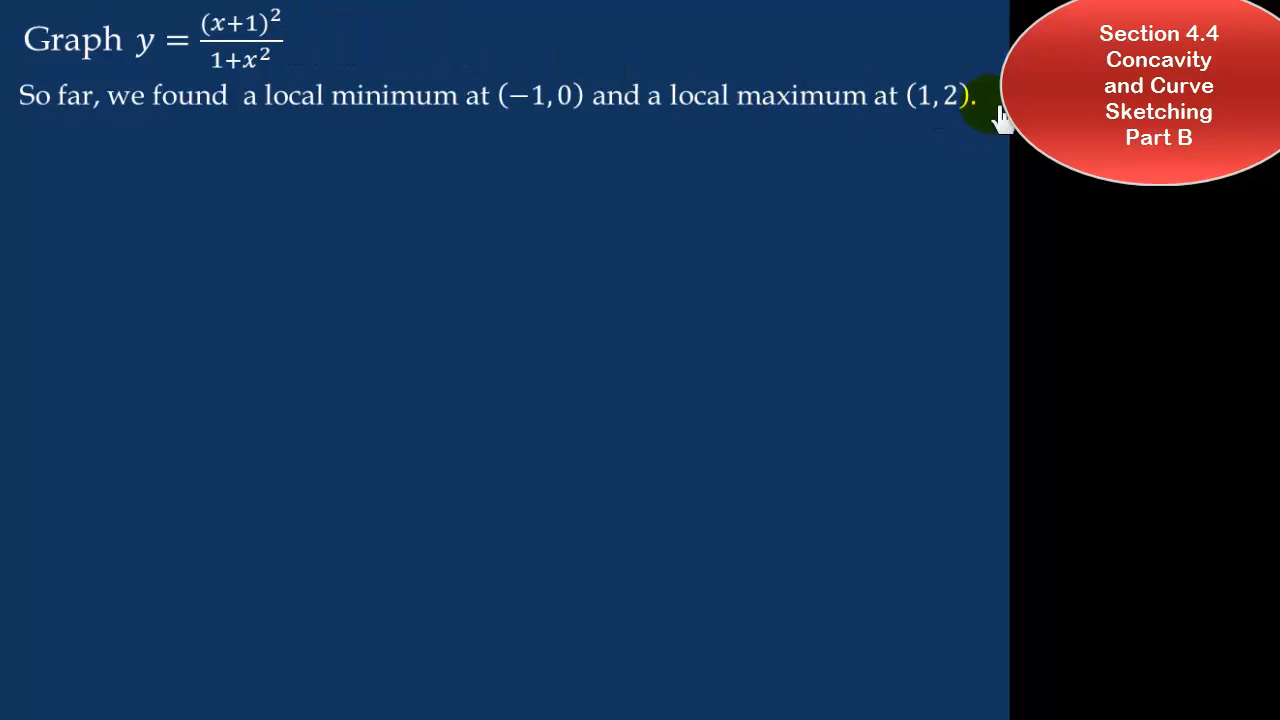 Graph y = (x+1)²/(1+x²)
So far, we found a local minimum at (−1, 0) and a local maximum at (1, 2).
Section 4.4
Concavity
and Curve
Sketching
Part B